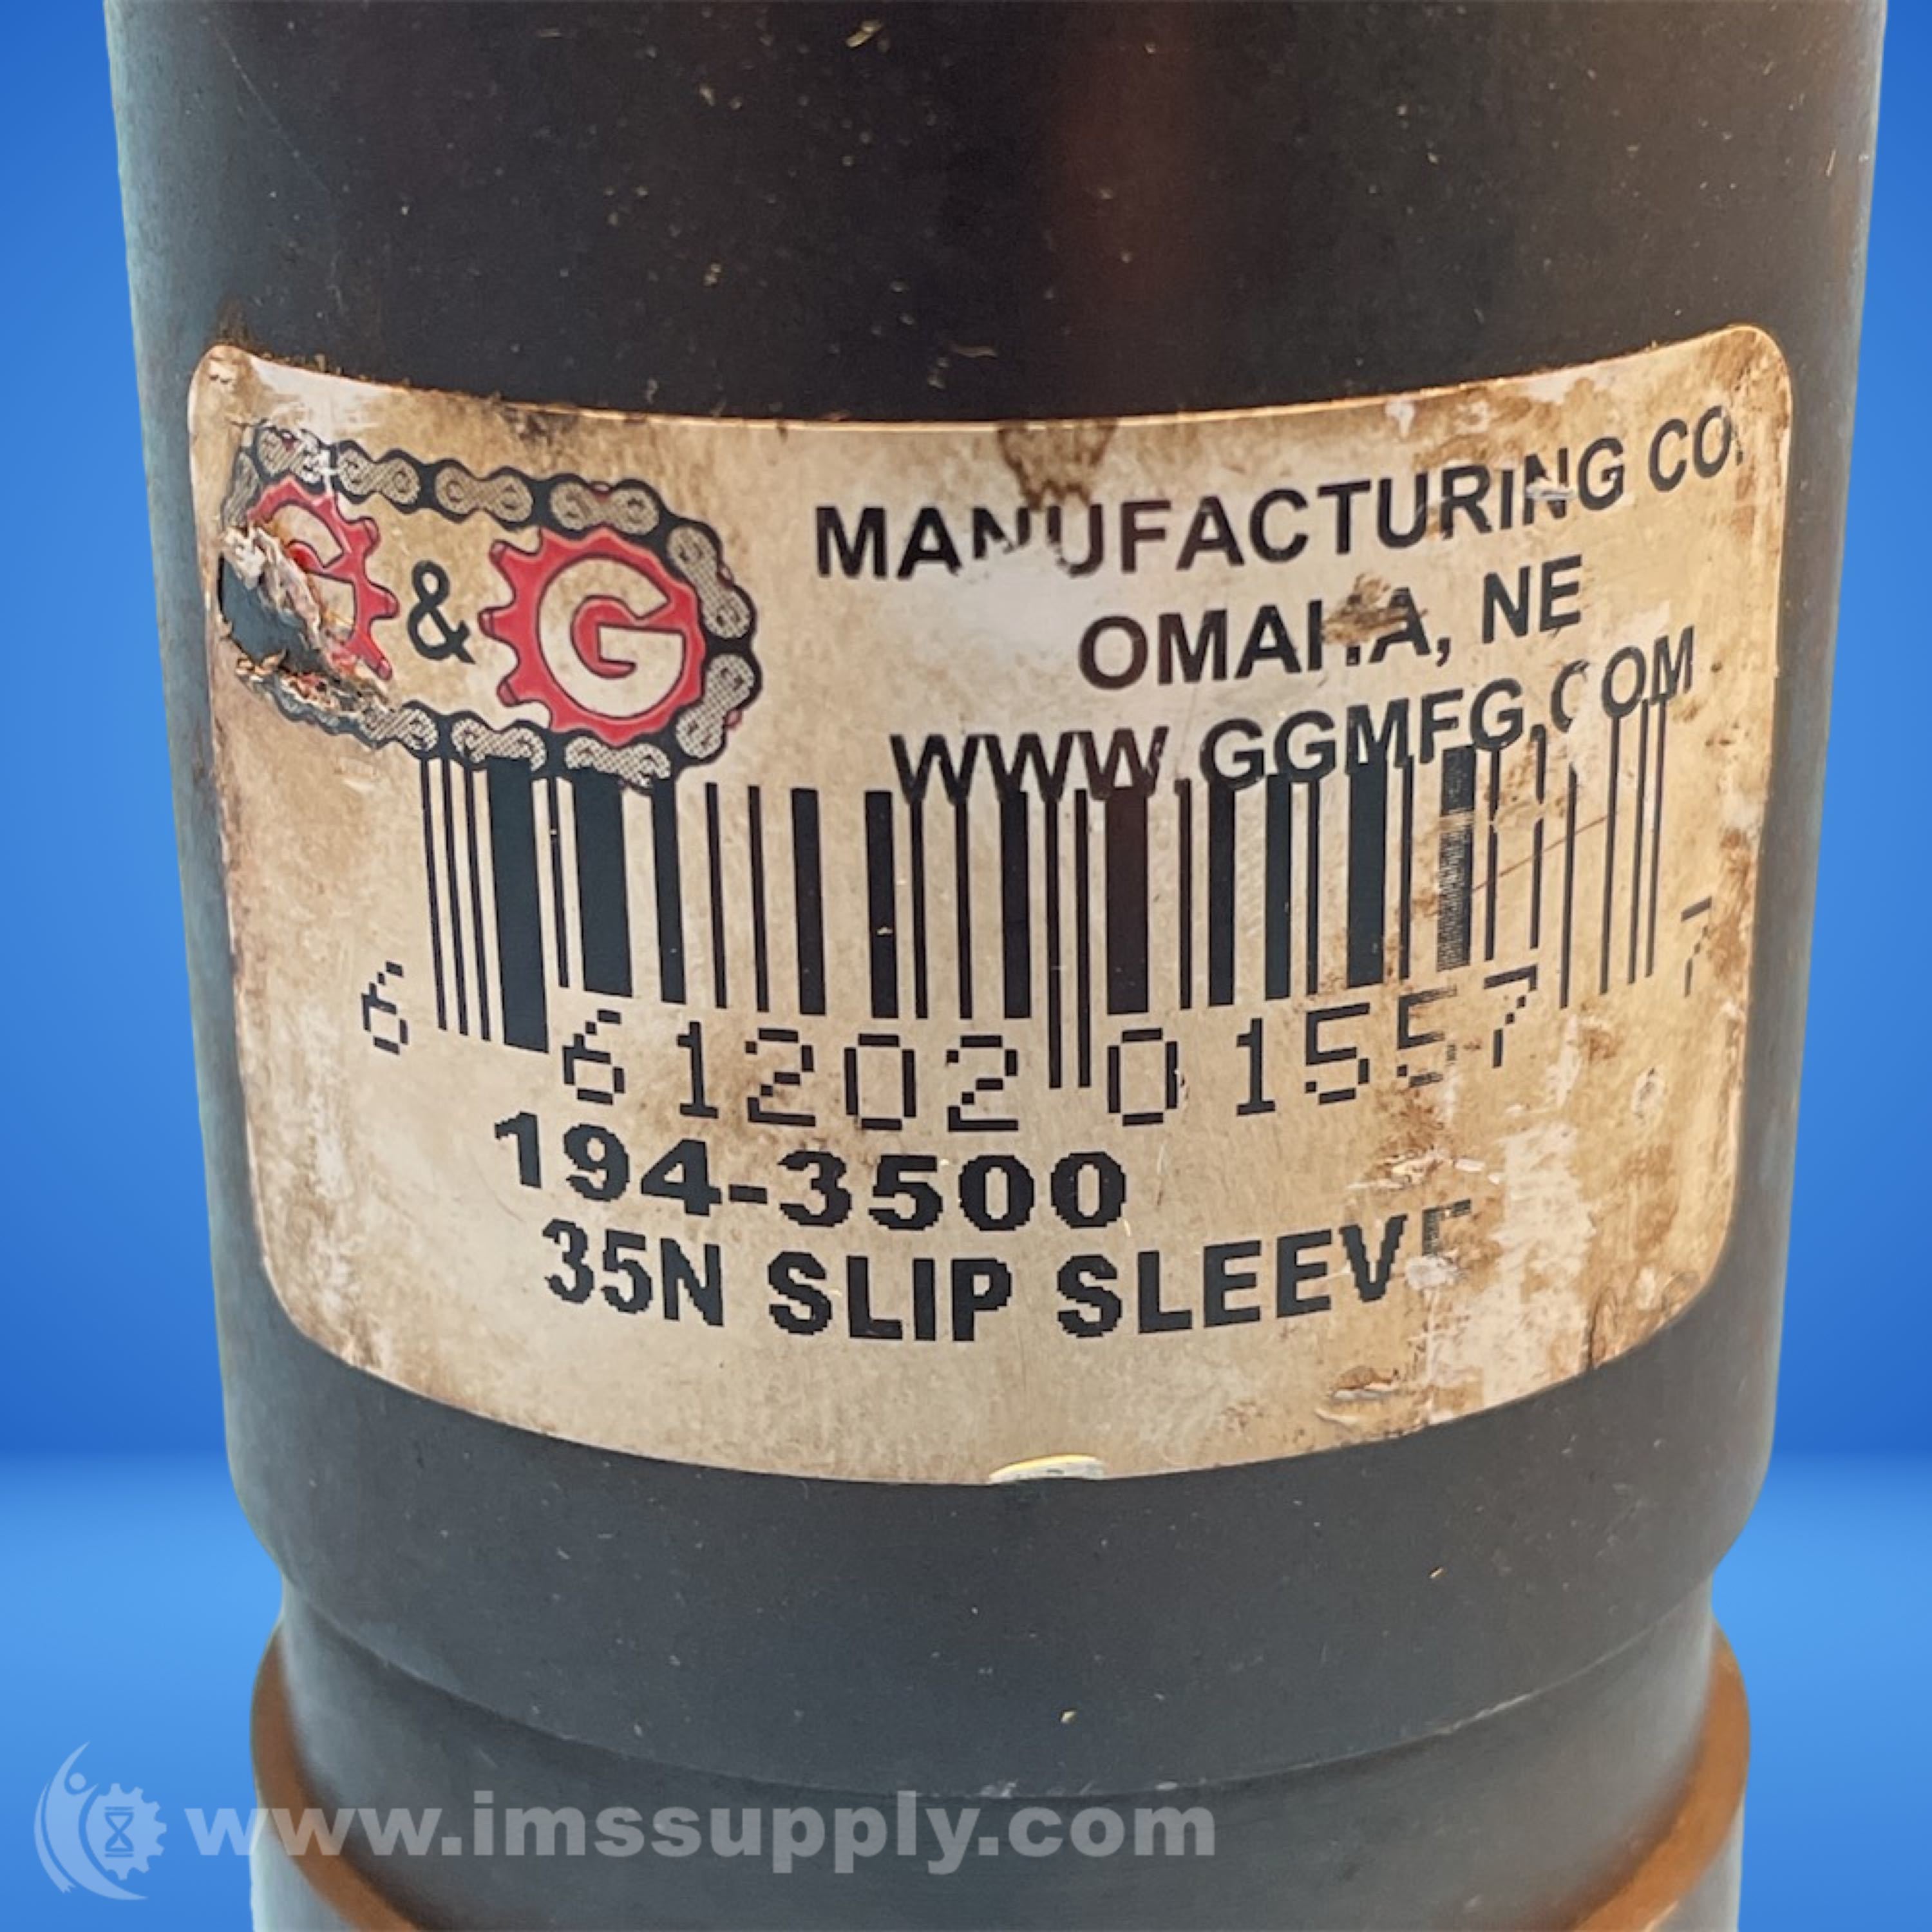 G & G MANUFACTURING CO.
OMAHA, NE
WWW.GGMFG.COM
6 61202 01557 7
194-3500
35N SLIP SLEEVE
www.imssupply.com